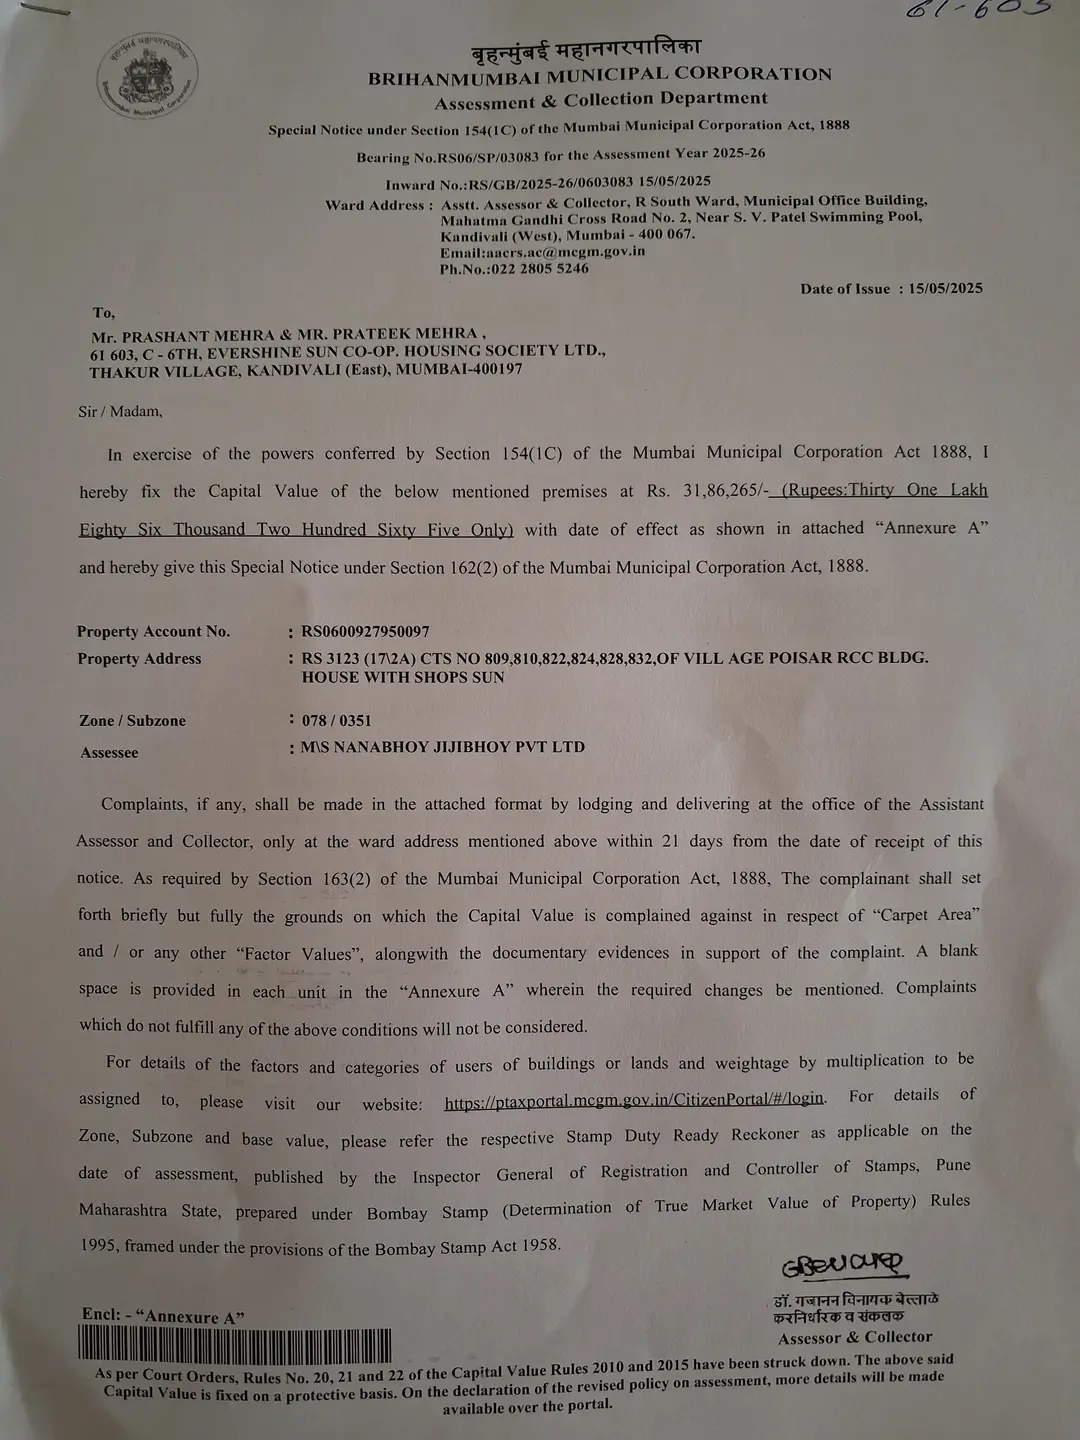 61-603
बृहन्मुंबई महानगरपालिका
BRIHANMUMBAI MUNICIPAL CORPORATION
Assessment & Collection Department
Special Notice under Section 154(1C) of the Mumbai Municipal Corporation Act, 1888
Bearing No.RS06/SP/03083 for the Assessment Year 2025-26
Inward No.:RS/GB/2025-26/0603083 15/05/2025
Ward Address : Asstt. Assessor & Collector, R South Ward, Municipal Office Building,
Mahatma Gandhi Cross Road No. 2, Near S. V. Patel Swimming Pool,
Kandivali (West), Mumbai - 400 067.
Email:aacrs.ac@mcgm.gov.in
Ph.No.:022 2805 5246
Date of Issue : 15/05/2025
To,
Mr. PRASHANT MEHRA & MR. PRATEEK MEHRA ,
61 603, C - 6TH, EVERSHINE SUN CO-OP. HOUSING SOCIETY LTD.,
THAKUR VILLAGE, KANDIVALI (East), MUMBAI-400197
Sir / Madam,
In exercise of the powers conferred by Section 154(1C) of the Mumbai Municipal Corporation Act 1888, I
hereby fix the Capital Value of the below mentioned premises at Rs. 31,86,265/- (Rupees:Thirty One Lakh
Eighty Six Thousand Two Hundred Sixty Five Only) with date of effect as shown in attached “Annexure A”
and hereby give this Special Notice under Section 162(2) of the Mumbai Municipal Corporation Act, 1888.
Property Account No. : RS0600927950097
Property Address : RS 3123 (17\2A) CTS NO 809,810,822,824,828,832,OF VILL AGE POISAR RCC BLDG.
HOUSE WITH SHOPS SUN
Zone / Subzone : 078 / 0351
Assessee : M\S NANABHOY JIJIBHOY PVT LTD
Complaints, if any, shall be made in the attached format by lodging and delivering at the office of the Assistant
Assessor and Collector, only at the ward address mentioned above within 21 days from the date of receipt of this
notice. As required by Section 163(2) of the Mumbai Municipal Corporation Act, 1888, The complainant shall set
forth briefly but fully the grounds on which the Capital Value is complained against in respect of “Carpet Area”
and / or any other “Factor Values”, alongwith the documentary evidences in support of the complaint. A blank
space is provided in each unit in the “Annexure A” wherein the required changes be mentioned. Complaints
which do not fulfill any of the above conditions will not be considered.
For details of the factors and categories of users of buildings or lands and weightage by multiplication to be
assigned to, please visit our website: https://ptaxportal.mcgm.gov.in/CitizenPortal/#/login. For details of
Zone, Subzone and base value, please refer the respective Stamp Duty Ready Reckoner as applicable on the
date of assessment, published by the Inspector General of Registration and Controller of Stamps, Pune
Maharashtra State, prepared under Bombay Stamp (Determination of True Market Value of Property) Rules
1995, framed under the provisions of the Bombay Stamp Act 1958.
डॉ. गजानन विनायक बेल्लाळे
करनिर्धारक व संकलक
Assessor & Collector
Encl: - “Annexure A”
As per Court Orders, Rules No. 20, 21 and 22 of the Capital Value Rules 2010 and 2015 have been struck down. The above said
Capital Value is fixed on a protective basis. On the declaration of the revised policy on assessment, more details will be made
available over the portal.